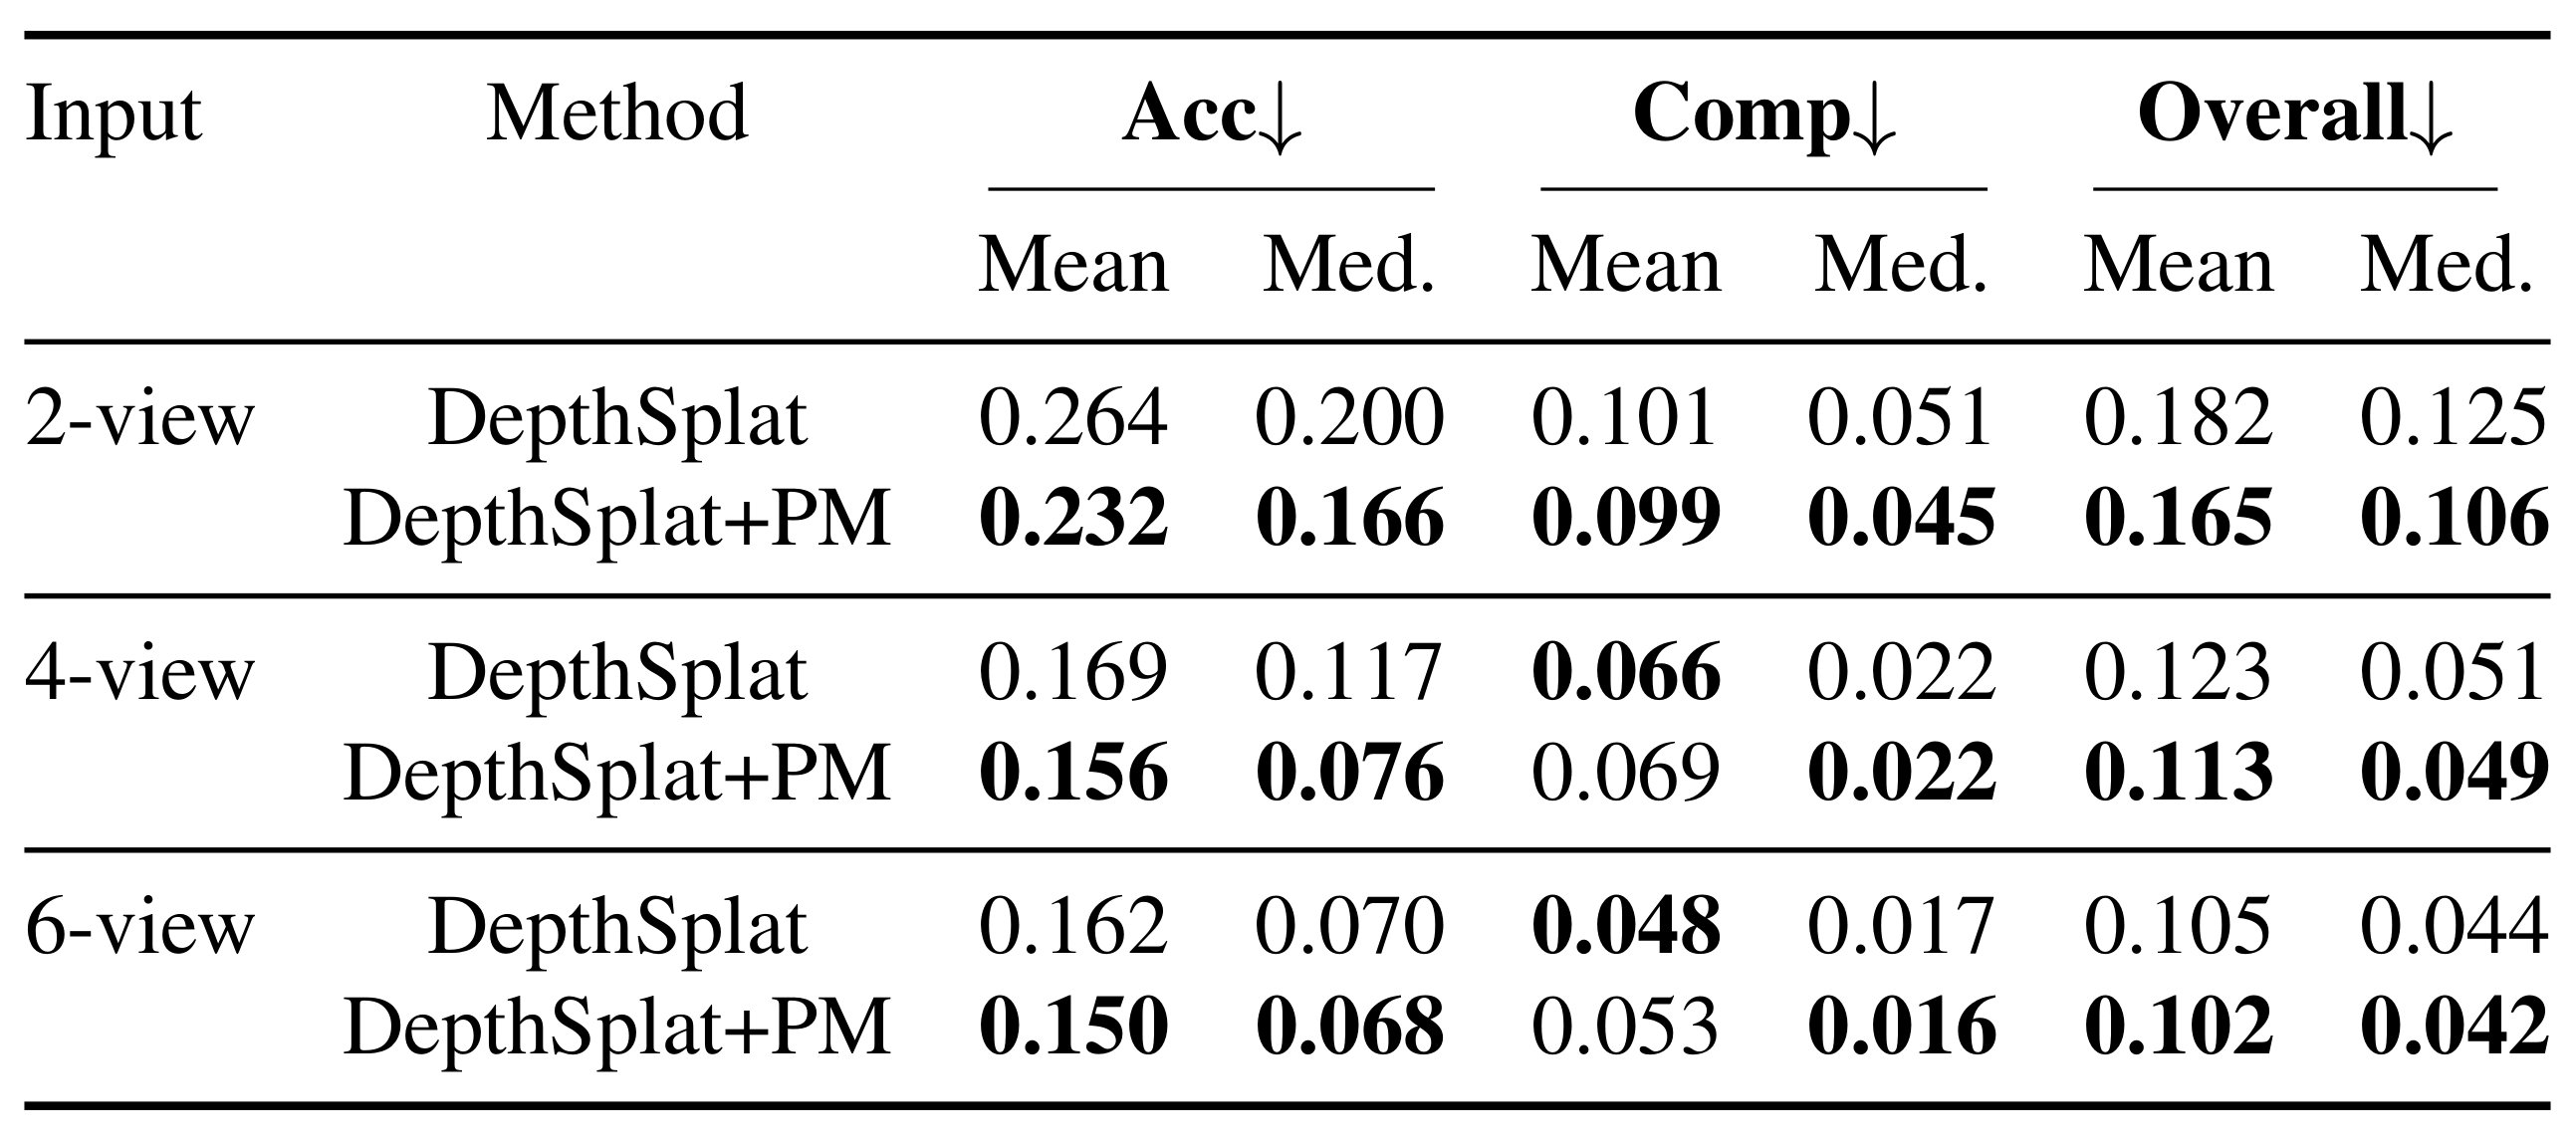 Input Method Acc↓ Comp↓ Overall↓
Mean Med. Mean Med. Mean Med.
2-view DepthSplat 0.264 0.200 0.101 0.051 0.182 0.125
DepthSplat+PM 0.232 0.166 0.099 0.045 0.165 0.106
4-view DepthSplat 0.169 0.117 0.066 0.022 0.123 0.051
DepthSplat+PM 0.156 0.076 0.069 0.022 0.113 0.049
6-view DepthSplat 0.162 0.070 0.048 0.017 0.105 0.044
DepthSplat+PM 0.150 0.068 0.053 0.016 0.102 0.042